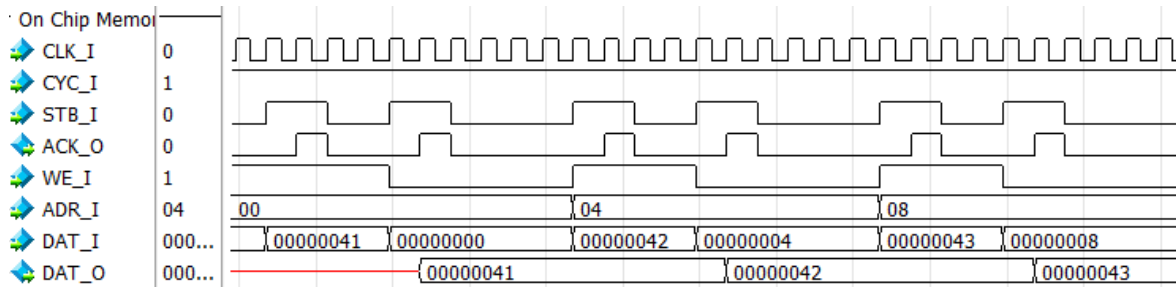 On Chip Memo
CLK_I 0
CYC_I 1
STB_I 0
ACK_O 0
WE_I 1
ADR_I 04 00 04 08
DAT_I 000... 00000041 00000000 00000042 00000004 00000043 00000008
DAT_O 000... 00000041 00000042 00000043